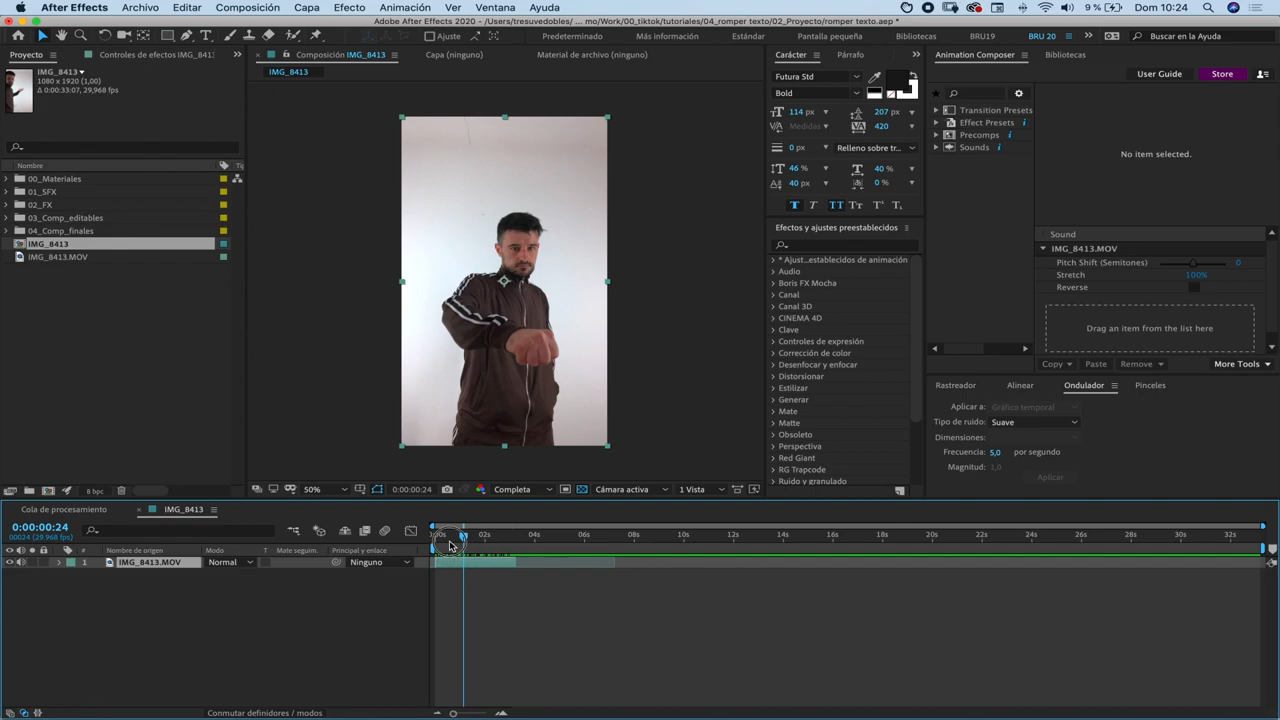 After Effects Archivo Editar Composición Capa Efecto Animación Ver Ventana Ayuda 9 % Dom 10:24
Adobe After Effects 2020 - /Users/tresuvedobles/ ... mo/Work/00_tiktok/tutoriales/04_romper texto/02_Proyecto/romper texto.aep *
Ajuste Predeterminado Más información Estándar Pantalla pequeña Bibliotecas BRU19 BRU 20 Buscar en la Ayuda
Proyecto Controles de efectos IMG_841
Composición IMG_8413 Capa (ninguno) Material de archivo (ninguno)
Carácter Párrafo
Animation Composer Bibliotecas
IMG_8413
1080 x 1920 (1,00)
Δ 0:00:33:07, 29,968 fps
IMG_8413
Futura Std
Bold
User Guide Store
114 px 207 px
Medidas 420
0 px Relleno sobre tr...
46 % 40 %
40 px 0 %
T T TT Tr T¹ T₁
Transition Presets
Effect Presets i
Precomps i
Sounds i
No item selected.
Nombre Ti
00_Materiales
01_SFX
02_FX
03_Comp_editables
04_Comp_finales
IMG_8413
IMG_8413.MOV
Efectos y ajustes preestablecidos
* Ajust...establecidos de animación
Audio
Boris FX Mocha
Canal
Canal 3D
CINEMA 4D
Clave
Controles de expresión
Corrección de color
Desenfocar y enfocar
Distorsionar
Estilizar
Generar
Mate
Matte
Obsoleto
Perspectiva
Red Giant
RG Trapcode
Ruido y granulado
Sound
IMG_8413.MOV
Pitch Shift (Semitones) 0
Stretch 100%
Reverse
Drag an item from the list here
Copy Paste Remove More Tools
Rastreador Alinear Ondulador Pinceles
Aplicar a: Gráfico temporal
Tipo de ruido: Suave
Dimensiones:
Frecuencia: 5,0 por segundo
Magnitud: 1,0
Aplicar
8 bpc
50% 0:00:00:24 Completa Cámara activa 1 Vista
Cola de procesamiento IMG_8413
0:00:00:24
00024 (29.968 fps)
:00s 02s 04s 06s 08s 10s 12s 14s 16s 18s 20s 22s 24s 26s 28s 30s 32s
# Nombre de origen Modo T Mate seguim. Principal y enlace
1 IMG_8413.MOV Normal Ninguno
Conmutar definidores / modos